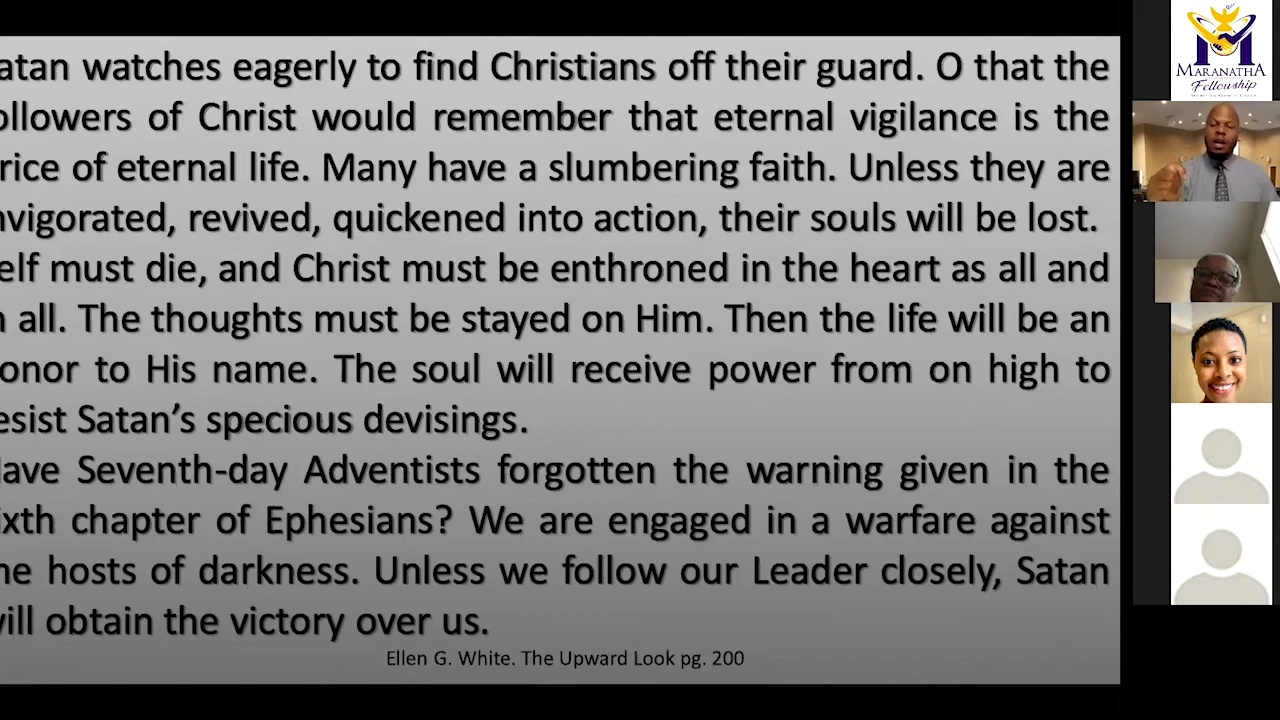 atan watches eagerly to find Christians off their guard. O that the
ollowers of Christ would remember that eternal vigilance is the
rice of eternal life. Many have a slumbering faith. Unless they are
nvigorated, revived, quickened into action, their souls will be lost.
elf must die, and Christ must be enthroned in the heart as all and
n all. The thoughts must be stayed on Him. Then the life will be an
onor to His name. The soul will receive power from on high to
esist Satan's specious devisings.
ave Seventh-day Adventists forgotten the warning given in the
ixth chapter of Ephesians? We are engaged in a warfare against
he hosts of darkness. Unless we follow our Leader closely, Satan
will obtain the victory over us.
Ellen G. White. The Upward Look pg. 200
M
MARANATHA
Fellowship